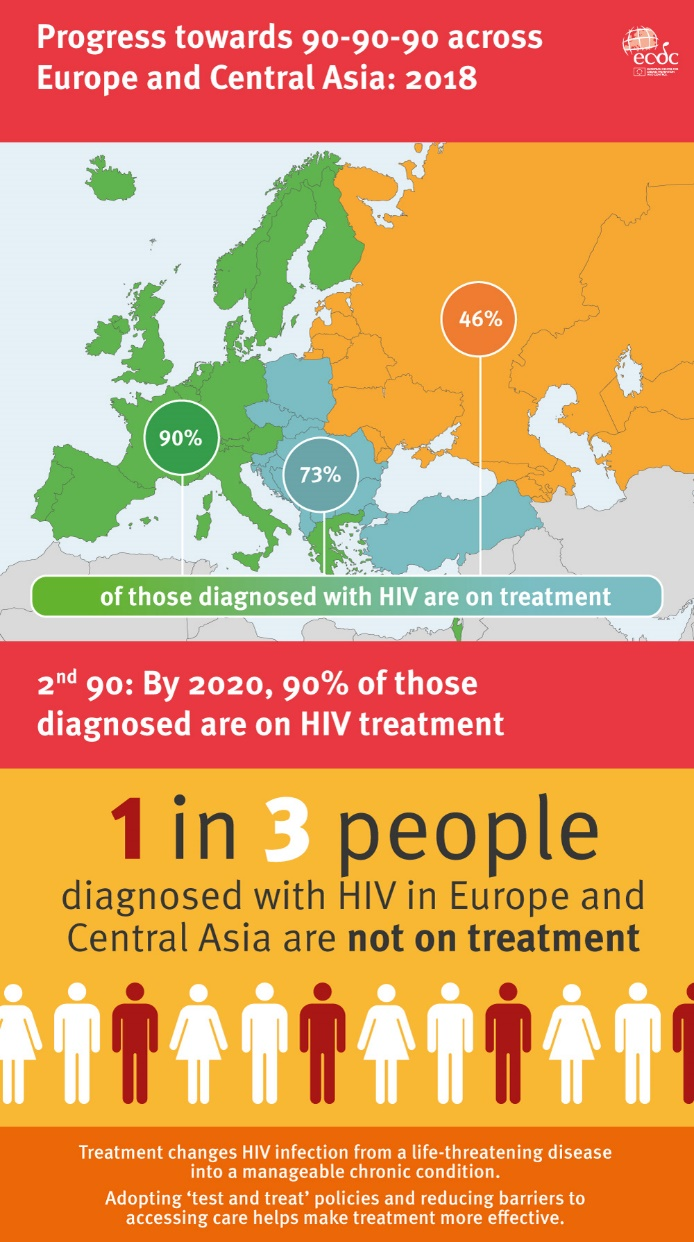 Progress towards 90-90-90 across
Europe and Central Asia: 2018
ecdc
46%
90%
73%
of those diagnosed with HIV are on treatment
2nd 90: By 2020, 90% of those
diagnosed are on HIV treatment
1 in 3 people
diagnosed with HIV in Europe and
Central Asia are not on treatment
Treatment changes HIV infection from a life-threatening disease
into a manageable chronic condition.
Adopting ‘test and treat’ policies and reducing barriers to
accessing care helps make treatment more effective.